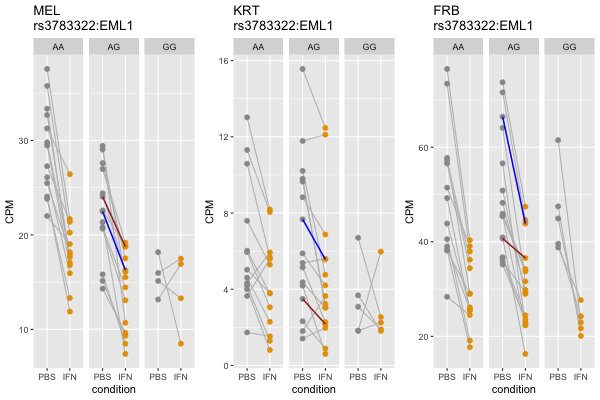 MEL
rs3783322:EML1
AA AG GG
30
20
10
CPM
PBS IFN PBS IFN PBS IFN
condition
KRT
rs3783322:EML1
AA AG GG
16
12
8
4
0
CPM
PBS IFN PBS IFN PBS IFN
condition
FRB
rs3783322:EML1
AA AG GG
60
40
20
CPM
PBS IFN PBS IFN PBS IFN
condition